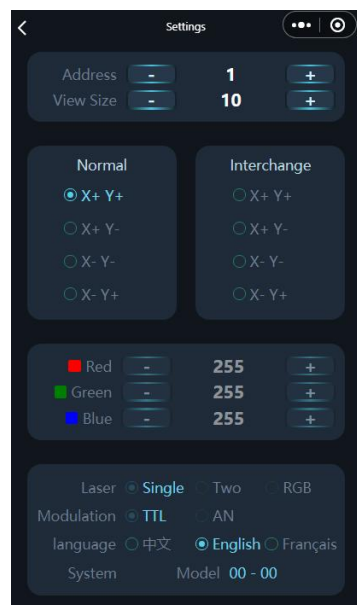 Settings
Address - 1 +
View Size - 10 +
Normal Interchange
X+ Y+ X+ Y+
X+ Y- X+ Y-
X- Y- X- Y-
X- Y+ X- Y+
Red - 255 +
Green - 255 +
Blue - 255 +
Laser Single Two RGB
Modulation TTL AN
language 中文 English Français
System Model 00 - 00